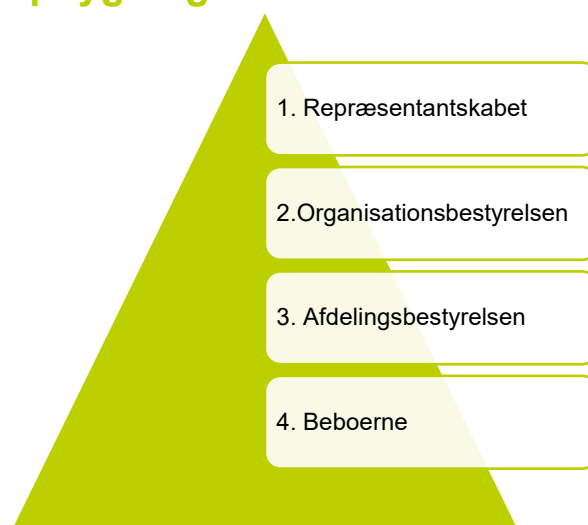 1. Repræsentantskabet
2.Organisationsbestyrelsen
3. Afdelingsbestyrelsen
4. Beboerne